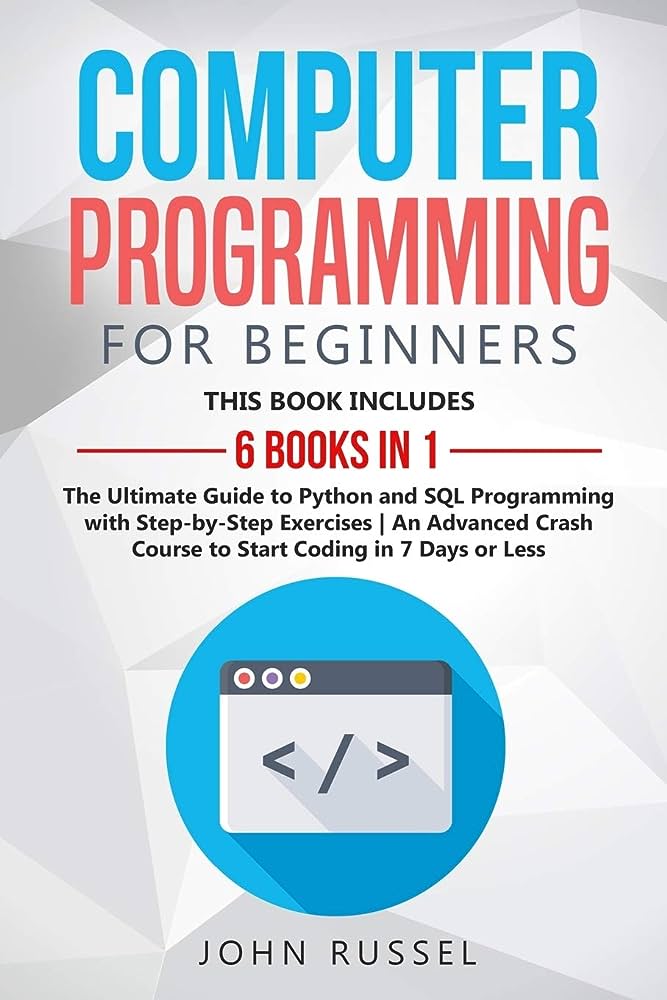 COMPUTER
PROGRAMMING
FOR BEGINNERS
THIS BOOK INCLUDES
6 BOOKS IN 1
The Ultimate Guide to Python and SQL Programming
with Step-by-Step Exercises | An Advanced Crash
Course to Start Coding in 7 Days or Less
</>
JOHN RUSSEL